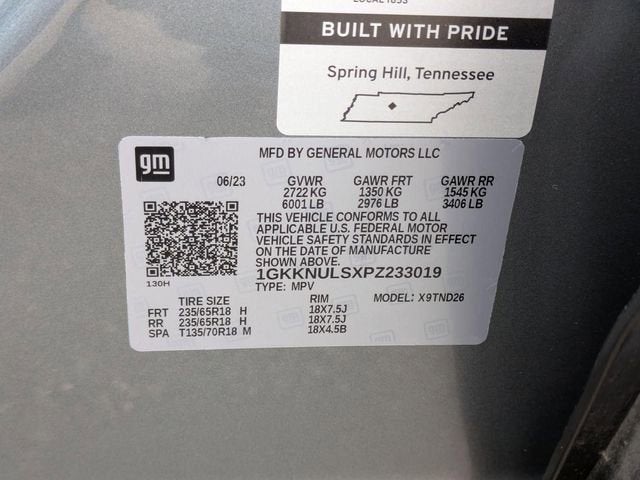 BUILT WITH PRIDE
Spring Hill, Tennessee
gm
MFD BY GENERAL MOTORS LLC
06/23 GVWR GAWR FRT GAWR RR
2722 KG 1350 KG 1545 KG
6001 LB 2976 LB 3406 LB
THIS VEHICLE CONFORMS TO ALL
APPLICABLE U.S. FEDERAL MOTOR
VEHICLE SAFETY STANDARDS IN EFFECT
ON THE DATE OF MANUFACTURE
SHOWN ABOVE.
130H
1GKKNULSXPZ233019
TYPE: MPV MODEL: X9TND26
TIRE SIZE RIM
FRT 235/65R18 H 18X7.5J
RR 235/65R18 H 18X7.5J
SPA T135/70R18 M 18X4.5B